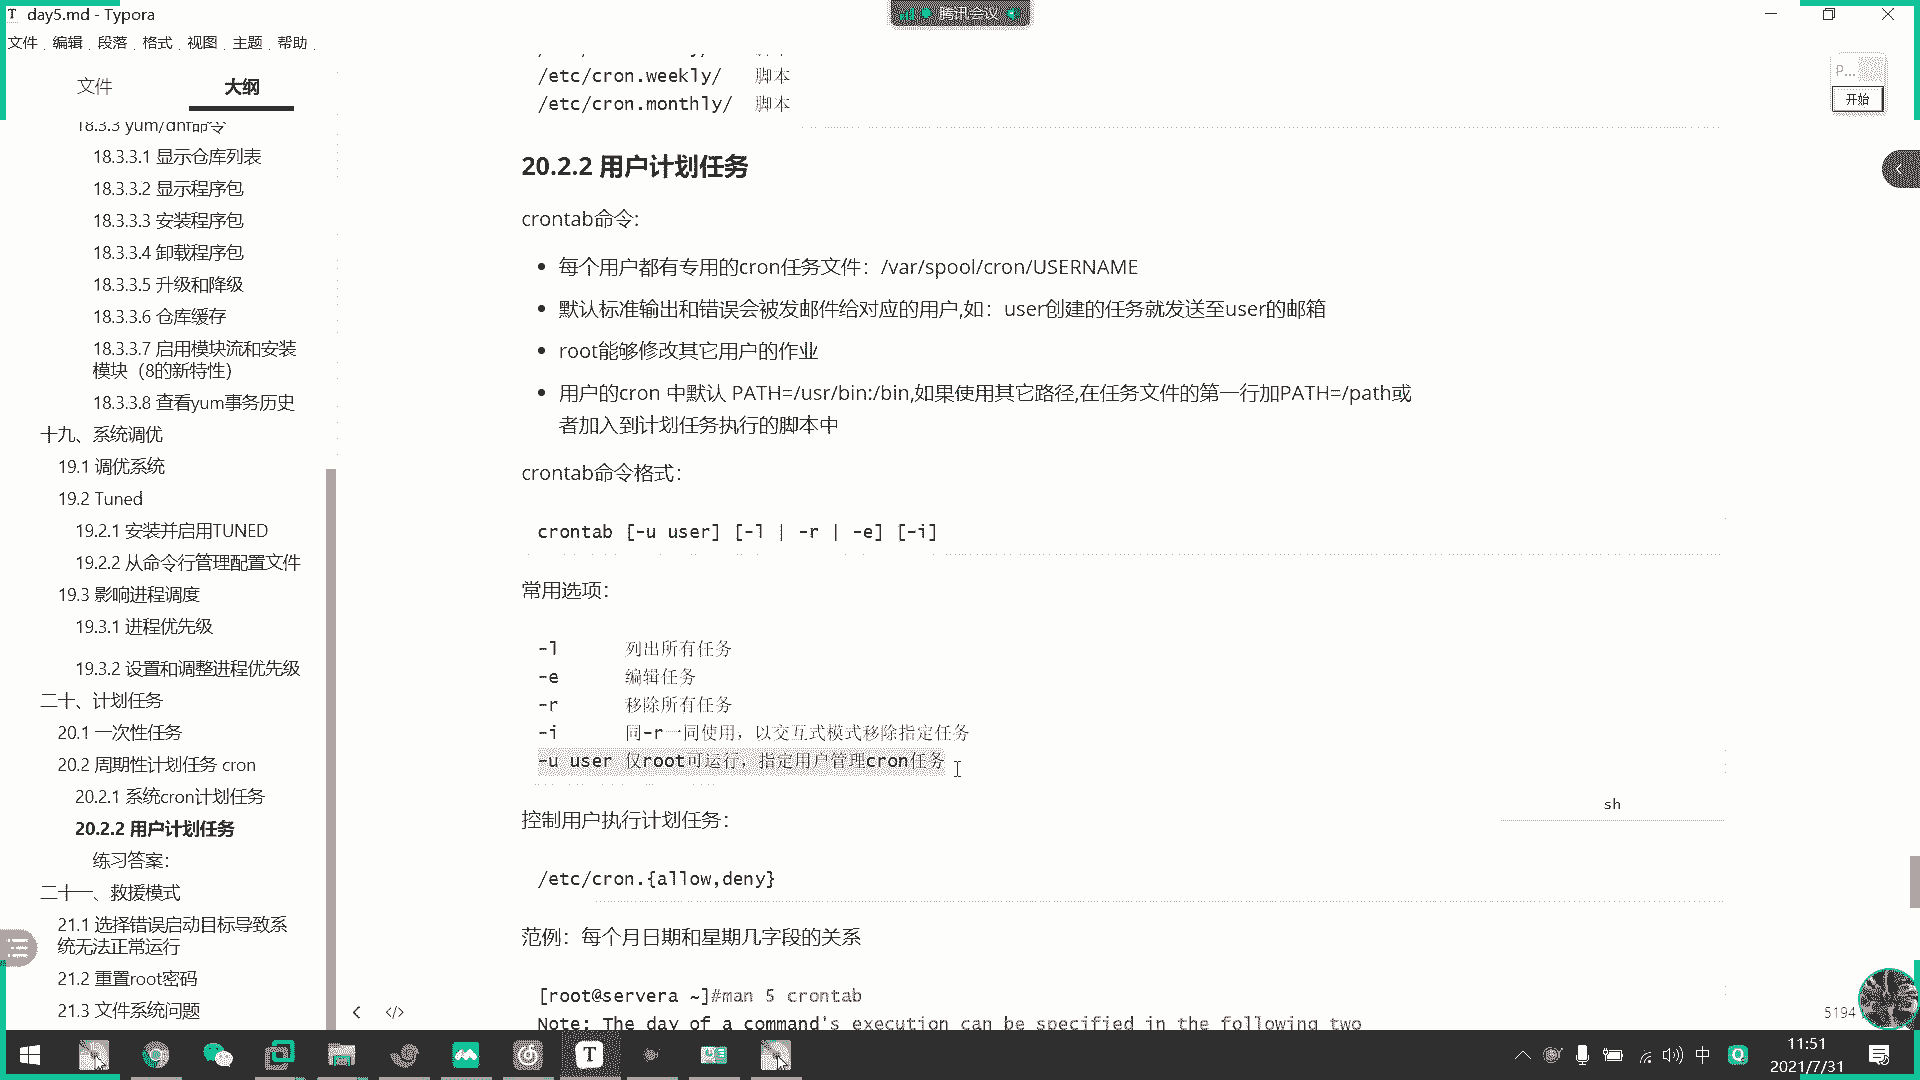 day5.md - Typora
腾讯会议
文件 编辑 段落 格式 视图 主题 帮助
文件 大纲
18.3.3 yum/dnf命令
18.3.3.1 显示仓库列表
18.3.3.2 显示程序包
18.3.3.3 安装程序包
18.3.3.4 卸载程序包
18.3.3.5 升级和降级
18.3.3.6 仓库缓存
18.3.3.7 启用模块流和安装
模块（8的新特性）
18.3.3.8 查看yum事务历史
十九、系统调优
19.1 调优系统
19.2 Tuned
19.2.1 安装并启用TUNED
19.2.2 从命令行管理配置文件
19.3 影响进程调度
19.3.1 进程优先级
19.3.2 设置和调整进程优先级
二十、计划任务
20.1 一次性任务
20.2 周期性计划任务 cron
20.2.1 系统cron计划任务
20.2.2 用户计划任务
练习答案：
二十一、救援模式
21.1 选择错误启动目标导致系
统无法正常运行
21.2 重置root密码
21.3 文件系统问题
/etc/cron.weekly/ 脚本
/etc/cron.monthly/ 脚本
20.2.2 用户计划任务
crontab命令:
每个用户都有专用的cron任务文件：/var/spool/cron/USERNAME
默认标准输出和错误会被发邮件给对应的用户,如：user创建的任务就发送至user的邮箱
root能够修改其它用户的作业
用户的cron 中默认 PATH=/usr/bin:/bin,如果使用其它路径,在任务文件的第一行加PATH=/path或
者加入到计划任务执行的脚本中
crontab命令格式：
crontab [-u user] [-l | -r | -e] [-i]
常用选项：
-l 列出所有任务
-e 编辑任务
-r 移除所有任务
-i 同-r一同使用，以交互式模式移除指定任务
-u user 仅root可运行，指定用户管理cron任务
sh
控制用户执行计划任务：
/etc/cron.{allow,deny}
范例：每个月日期和星期几字段的关系
[root@servera ~]#man 5 crontab
Note: The day of a command's execution can be specified in the following two
P...
开始
5194
中
11:51
2021/7/31